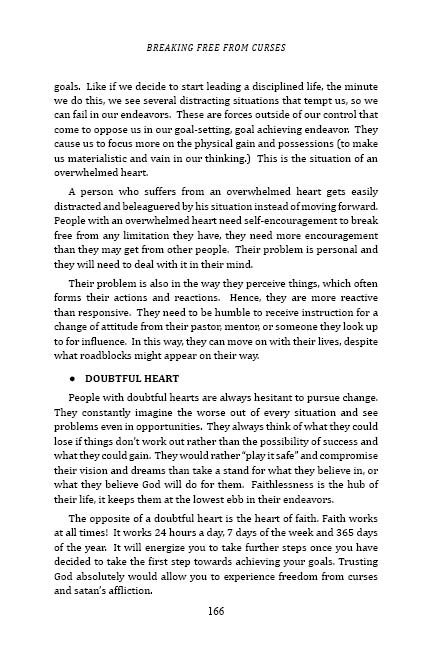 BREAKING FREE FROM CURSES
goals.  Like if we decide to start leading a disciplined life, the minute
we do this, we see several distracting situations that tempt us, so we
can fail in our endeavors.  These are forces outside of our control that
come to oppose us in our goal-setting, goal achieving endeavor.  They
cause us to focus more on the physical gain and possessions (to make
us materialistic and vain in our thinking.)  This is the situation of an
overwhelmed heart.
A person who suffers from an overwhelmed heart gets easily
distracted and beleaguered by his situation instead of moving forward.
People with an overwhelmed heart need self-encouragement to break
free from any limitation they have, they need more encouragement
than they may get from other people.  Their problem is personal and
they will need to deal with it in their mind.
Their problem is also in the way they perceive things, which often
forms their actions and reactions.  Hence, they are more reactive
than responsive.  They need to be humble to receive instruction for a
change of attitude from their pastor, mentor, or someone they look up
to for influence.  In this way, they can move on with their lives, despite
what roadblocks might appear on their way.
● DOUBTFUL HEART
People with doubtful hearts are always hesitant to pursue change.
They constantly imagine the worse out of every situation and see
problems even in opportunities.  They always think of what they could
lose if things don't work out rather than the possibility of success and
what they could gain.  They would rather "play it safe" and compromise
their vision and dreams than take a stand for what they believe in, or
what they believe God will do for them.  Faithlessness is the hub of
their life, it keeps them at the lowest ebb in their endeavors.
The opposite of a doubtful heart is the heart of faith. Faith works
at all times!  It works 24 hours a day, 7 days of the week and 365 days
of the year.  It will energize you to take further steps once you have
decided to take the first step towards achieving your goals. Trusting
God absolutely would allow you to experience freedom from curses
and satan's affliction.
166